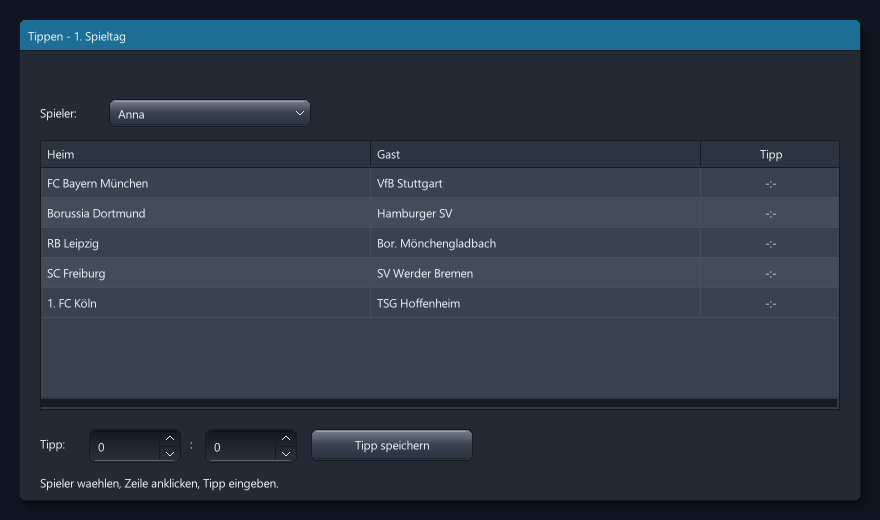 Tippen - 1. Spieltag
Spieler: Anna
Heim Gast Tipp
FC Bayern München VfB Stuttgart -:-
Borussia Dortmund Hamburger SV -:-
RB Leipzig Bor. Mönchengladbach -:-
SC Freiburg SV Werder Bremen -:-
1. FC Köln TSG Hoffenheim -:-
Tipp: 0 : 0 Tipp speichern
Spieler waehlen, Zeile anklicken, Tipp eingeben.